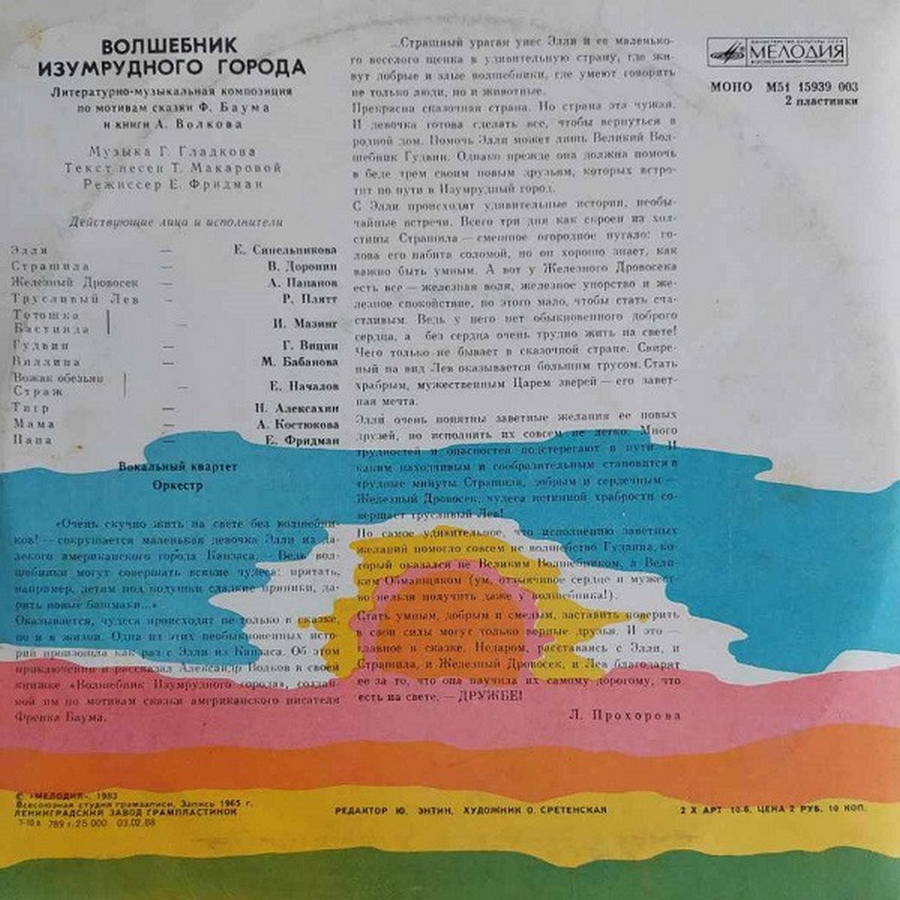 ВОЛШЕБНИК
ИЗУМРУДНОГО ГОРОДА
Литературно-музыкальная композиция
по мотивам сказки Ф. Баума
и книги А. Волкова
Музыка Г. Гладкова
Текст песен Т. Макаровой
Режиссер Е. Фридман
Действующие лица и исполнители
Элли — Е. Синельникова
Страшила — В. Доронин
Железный Дровосек — А. Папанов
Трусливый Лев — Р. Плятт
Тотошка
Бастинда — И. Мазинг
Гудвин — Г. Вицин
Виллина — М. Бабанова
Вожак обезьян
Страж — Е. Начадов
Тигр — Н. Алексахин
Мама — А. Костюкова
Папа — Е. Фридман
Вокальный квартет
Оркестр
«Очень скучно жить на свете без волшебни-
ков! — сокрушается маленькая девочка Элли из да-
лекого американского города Канзаса. — Ведь вол-
шебники могут совершать всякие чудеса: прятать,
например, детям под подушки сладкие пряники, да-
рить новые башмаки...»
Оказывается, чудеса происходят не только в сказке,
но и в жизни. Одна из этих необыкновенных исто-
рий произошла как раз с Элли из Канзаса. Об этом
приключении и рассказал Александр Волков в своей
книжке «Волшебник Изумрудного города», создан-
ной им по мотивам сказки американского писателя
Френка Баума.
...Страшный ураган унес Элли и ее маленько-
го веселого щенка в удивительную страну, где жи-
вут добрые и злые волшебники, где умеют говорить
не только люди, но и животные.
Прекрасна сказочная страна. Но страна эта чужая.
И девочка готова сделать все, чтобы вернуться в
родной дом. Помочь Элли может лишь Великий Вол-
шебник Гудвин. Однако прежде она должна помочь
в беде трем своим новым друзьям, которых встре-
тит по пути в Изумрудный город.
С Элли происходят удивительные истории, необы-
чайные встречи. Всего три дня как скроен из хол-
стины Страшила — смешное огородное пугало: го-
лова его набита соломой, но он хорошо знает, как
важно быть умным. А вот у Железного Дровосека
есть все — железная воля, железное упорство и же-
лезное спокойствие, но этого мало, чтобы стать сча-
стливым. Ведь у него нет обыкновенного доброго
сердца, а без сердца очень трудно жить на свете!
Чего только не бывает в сказочной стране. Свире-
пый на вид Лев оказывается большим трусом. Стать
храбрым, мужественным Царем зверей — его завет-
ная мечта.
Элли очень понятны заветные желания ее новых
друзей, но исполнить их совсем не легко. Много
трудностей и опасностей подстерегают в пути. И
каким находчивым и сообразительным становится в
трудные минуты Страшила, добрым и сердечным —
Железный Дровосек, чудеса истинной храбрости со-
вершает трусливый Лев!
Но самое удивительное, что исполнению заветных
желаний помогло совсем не волшебство Гудвина, ко-
торый оказался не Великим Волшебником, а Вели-
ким Обманщиком (ум, отзывчивое сердце и мужест-
во нельзя получить даже у волшебника!).
Стать умным, добрым и смелым, заставить поверить
в свои силы могут только верные друзья. И это —
главное в сказке. Недаром, расставаясь с Элли, и
Страшила, и Железный Дровосек, и Лев благодарят
ее за то, что она научила их самому дорогому, что
есть на свете, — ДРУЖБЕ!
Л. Прохорова
МИНИСТЕРСТВО КУЛЬТУРЫ СССР
МЕЛОДИЯ
МОНО М51 15939 003
2 пластинки
© «МЕЛОДИЯ», 1983
Всесоюзная студия грамзаписи. Запись 1965 г.
ЛЕНИНГРАДСКИЙ ЗАВОД ГРАМПЛАСТИНОК
789 г. 25 000 03.02.88
РЕДАКТОР Ю. ЭНТИН, ХУДОЖНИК О. СРЕТЕНСКАЯ
2 X АРТ 10-6. ЦЕНА 2 РУБ. 10 КОП.